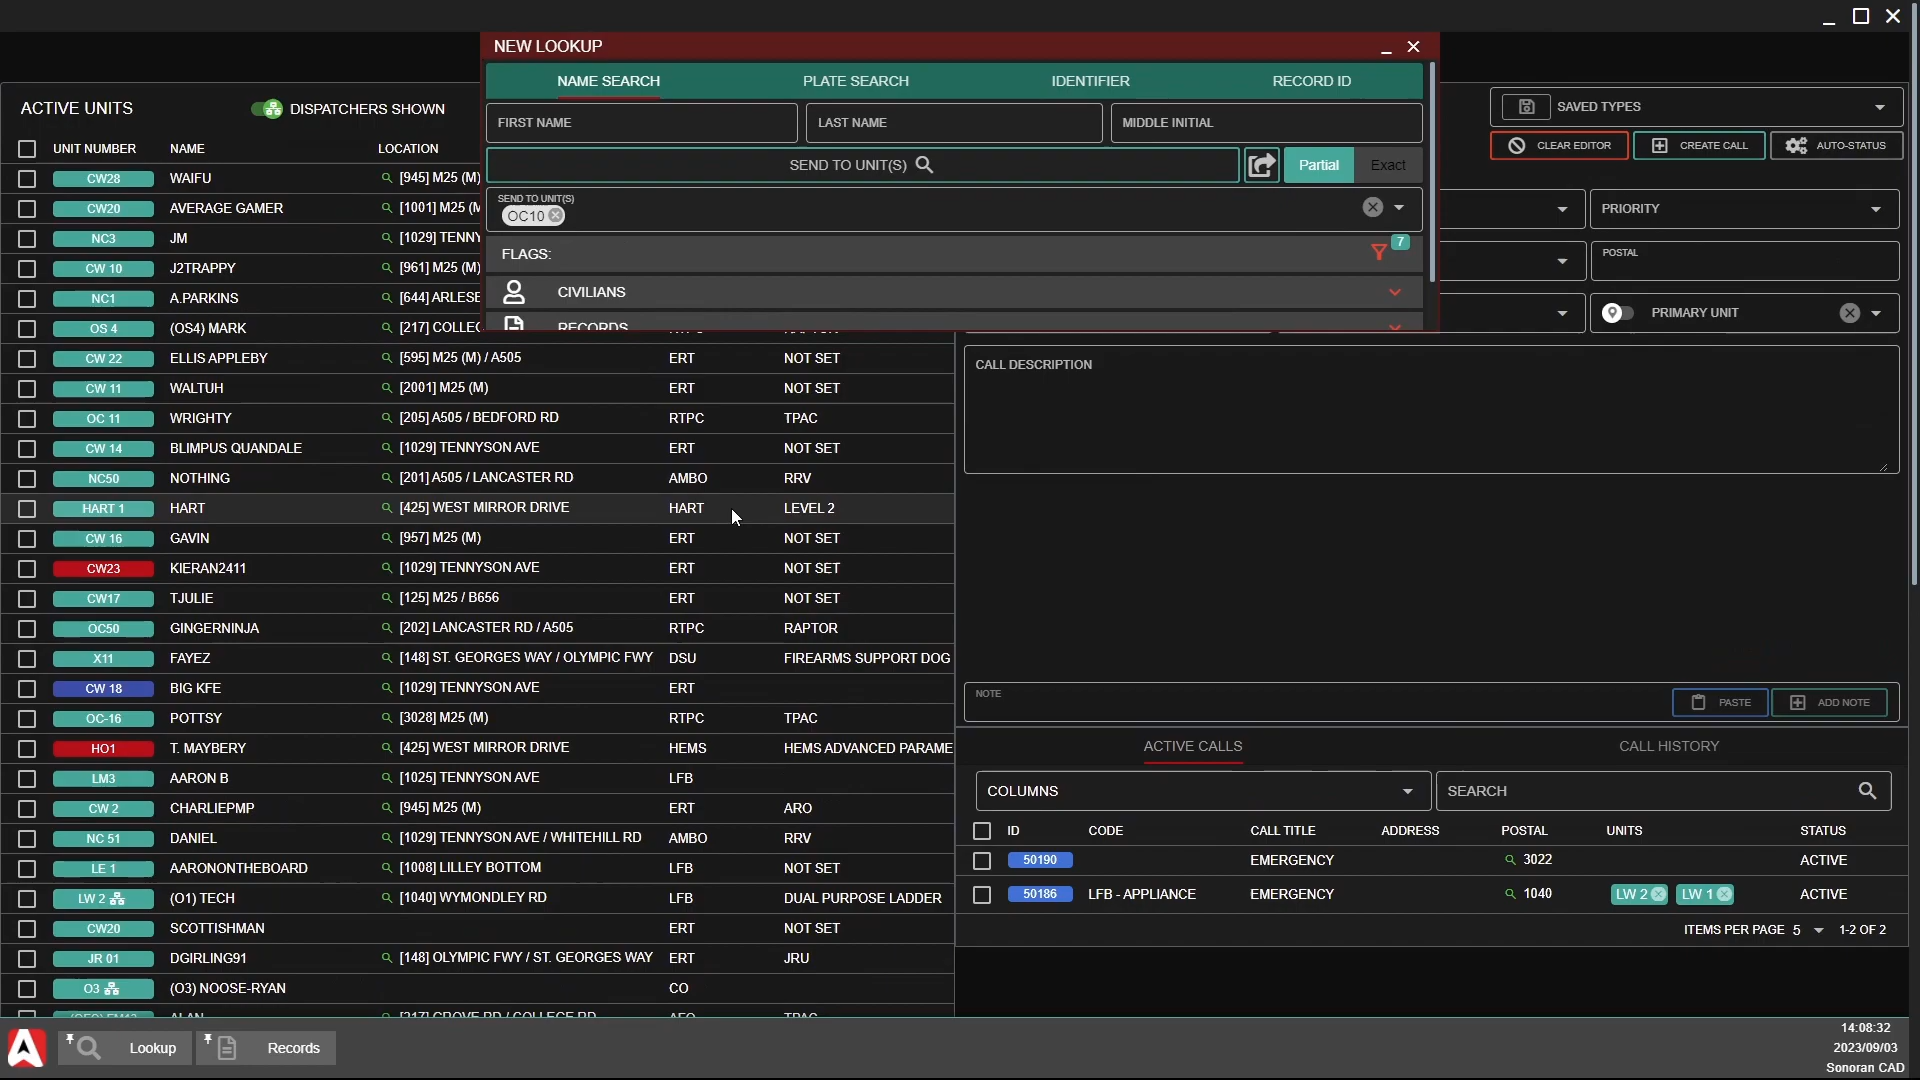 NEW LOOKUP
NAME SEARCH PLATE SEARCH IDENTIFIER RECORD ID
FIRST NAME LAST NAME MIDDLE INITIAL
SEND TO UNIT(S) Partial Exact
SEND TO UNIT(S)
OC10
FLAGS: 7
CIVILIANS
RECORDS
ACTIVE UNITS DISPATCHERS SHOWN
UNIT NUMBER NAME LOCATION
CW28 WAIFU [945] M25 (M)
CW20 AVERAGE GAMER [1001] M25 (M
NC3 JM [1029] TENNY
CW 10 J2TRAPPY [961] M25 (M)
NC1 A.PARKINS [644] ARLESE
OS 4 (OS4) MARK [217] COLLEG
CW 22 ELLIS APPLEBY [595] M25 (M) / A505 ERT NOT SET
CW 11 WALTUH [2001] M25 (M) ERT NOT SET
OC 11 WRIGHTY [205] A505 / BEDFORD RD RTPC TPAC
CW 14 BLIMPUS QUANDALE [1029] TENNYSON AVE ERT NOT SET
NC50 NOTHING [201] A505 / LANCASTER RD AMBO RRV
HART 1 HART [425] WEST MIRROR DRIVE HART LEVEL 2
CW 16 GAVIN [957] M25 (M) ERT NOT SET
CW23 KIERAN2411 [1029] TENNYSON AVE ERT NOT SET
CW17 TJULIE [125] M25 / B656 ERT NOT SET
OC50 GINGERNINJA [202] LANCASTER RD / A505 RTPC RAPTOR
X11 FAYEZ [148] ST. GEORGES WAY / OLYMPIC FWY DSU FIREARMS SUPPORT DOG
CW 18 BIG KFE [1029] TENNYSON AVE ERT
OC-16 POTTSY [3028] M25 (M) RTPC TPAC
HO1 T. MAYBERY [425] WEST MIRROR DRIVE HEMS HEMS ADVANCED PARAME
LM3 AARON B [1025] TENNYSON AVE LFB
CW 2 CHARLIEPMP [945] M25 (M) ERT ARO
NC 51 DANIEL [1029] TENNYSON AVE / WHITEHILL RD AMBO RRV
LE 1 AARONONTHEBOARD [1008] LILLEY BOTTOM LFB NOT SET
LW 2 (O1) TECH [1040] WYMONDLEY RD LFB DUAL PURPOSE LADDER
CW20 SCOTTISHMAN ERT NOT SET
JR 01 DGIRLING91 [148] OLYMPIC FWY / ST. GEORGES WAY ERT JRU
O3 (O3) NOOSE-RYAN CO
SAVED TYPES
CLEAR EDITOR CREATE CALL AUTO-STATUS
PRIORITY
POSTAL
PRIMARY UNIT
CALL DESCRIPTION
NOTE PASTE ADD NOTE
ACTIVE CALLS CALL HISTORY
COLUMNS SEARCH
ID CODE CALL TITLE ADDRESS POSTAL UNITS STATUS
50190 EMERGENCY 3022 ACTIVE
50186 LFB - APPLIANCE EMERGENCY 1040 LW 2 LW 1 ACTIVE
ITEMS PER PAGE 5 1-2 OF 2
Lookup Records
14:08:32
2023/09/03
Sonoran CAD